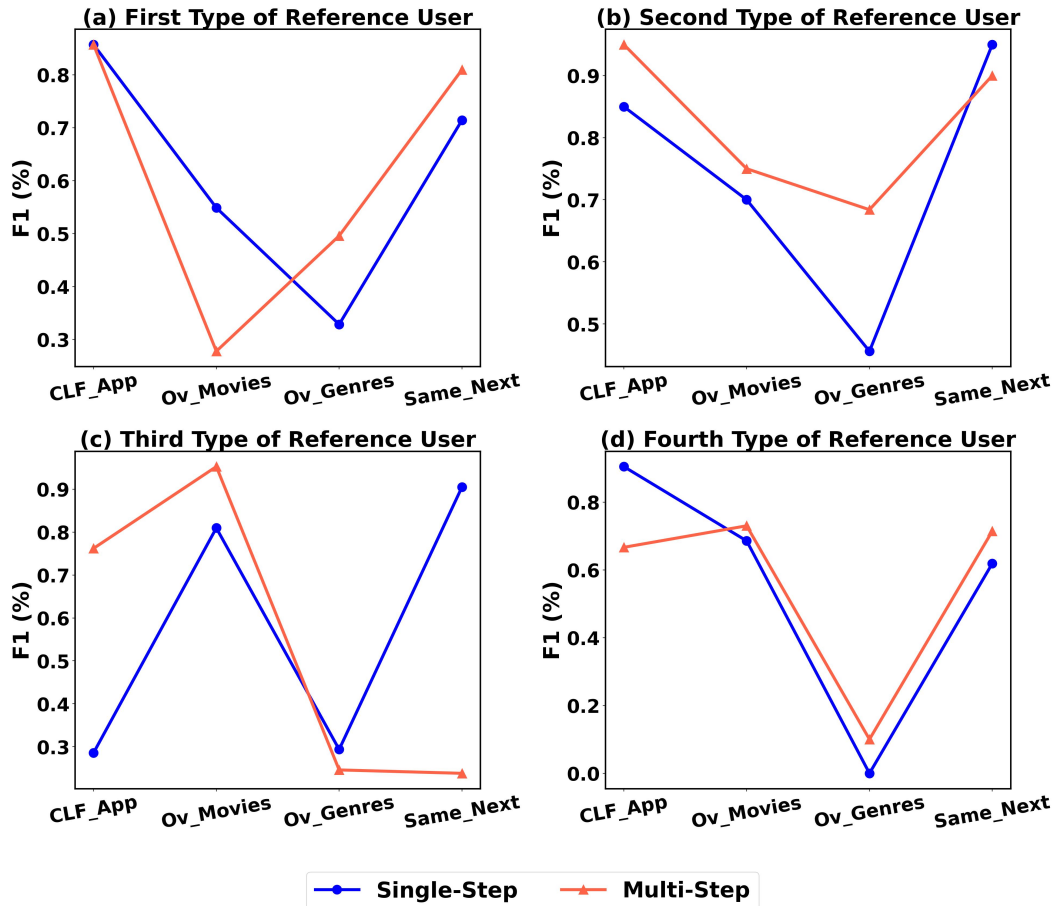 (a) First Type of Reference User
F1 (%)
0.8
0.7
0.6
0.5
0.4
0.3
CLF_App
Ov_Movies
Ov_Genres
Same_Next
(b) Second Type of Reference User
F1 (%)
0.9
0.8
0.7
0.6
0.5
CLF_App
Ov_Movies
Ov_Genres
Same_Next
(c) Third Type of Reference User
F1 (%)
0.9
0.8
0.7
0.6
0.5
0.4
0.3
CLF_App
Ov_Movies
Ov_Genres
Same_Next
(d) Fourth Type of Reference User
F1 (%)
0.8
0.6
0.4
0.2
0.0
CLF_App
Ov_Movies
Ov_Genres
Same_Next
Single-Step
Multi-Step